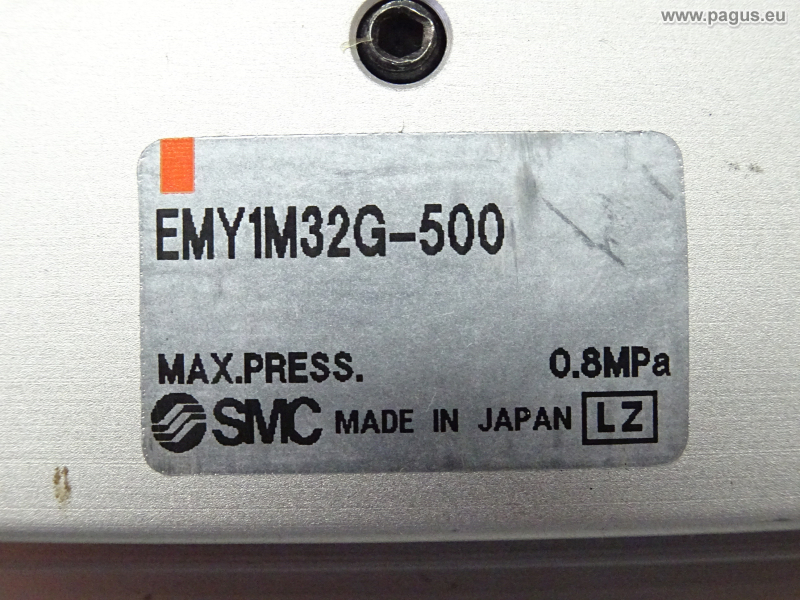 www.pagus.eu
EMY1M32G-500
MAX.PRESS. 0.8MPa
SMC MADE IN JAPAN LZ